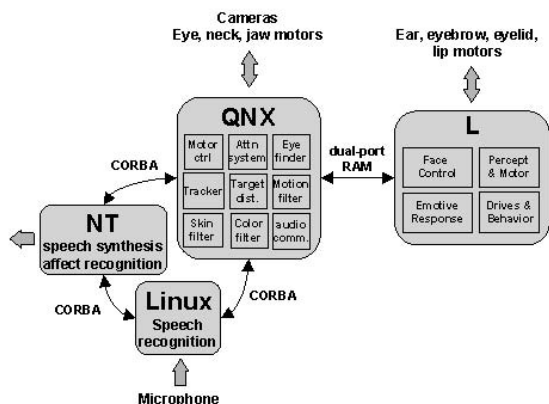 Cameras
Eye, neck, jaw motors
Ear, eyebrow, eyelid,
lip motors
QNX
Motor
ctrl
Attn
system
Eye
finder
Tracker
Target
dist.
Motion
filter
Skin
filter
Color
filter
audio
comm.
dual-port
RAM
L
Face
Control
Percept
& Motor
Emotive
Response
Drives &
Behavior
CORBA
NT
speech synthesis
affect recognition
CORBA
Linux
Speech
recognition
CORBA
Microphone